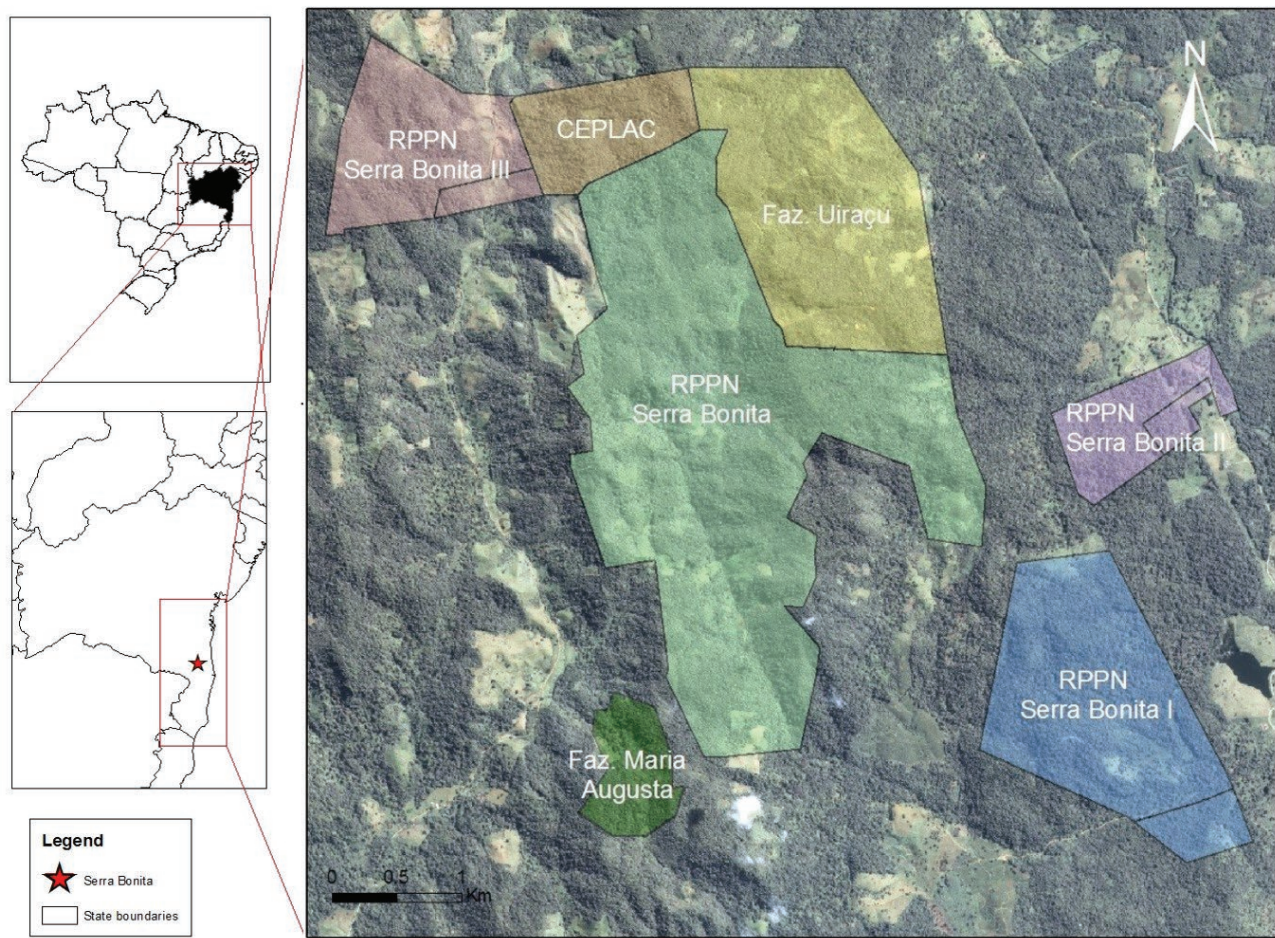 N
CEPLAC
RPPN
Serra Bonita III
Faz. Uiraçu
RPPN
Serra Bonita
RPPN
Serra Bonita II
RPPN
Serra Bonita I
Faz. Maria
Augusta
0 0.5 1
Km
Legend
Serra Bonita
State boundaries